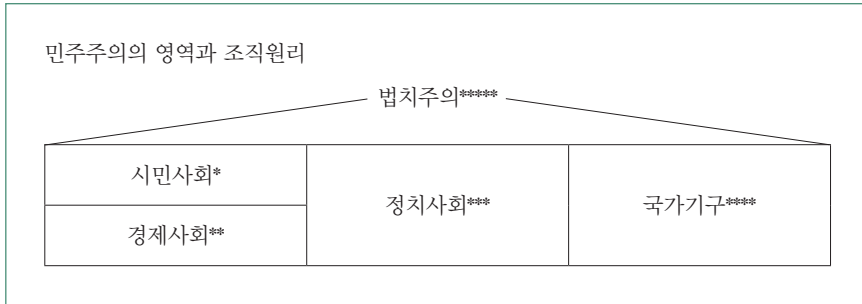 민주주의의 영역과 조직원리
법치주의*****
시민사회*
정치사회***
국가기구****
경제사회**